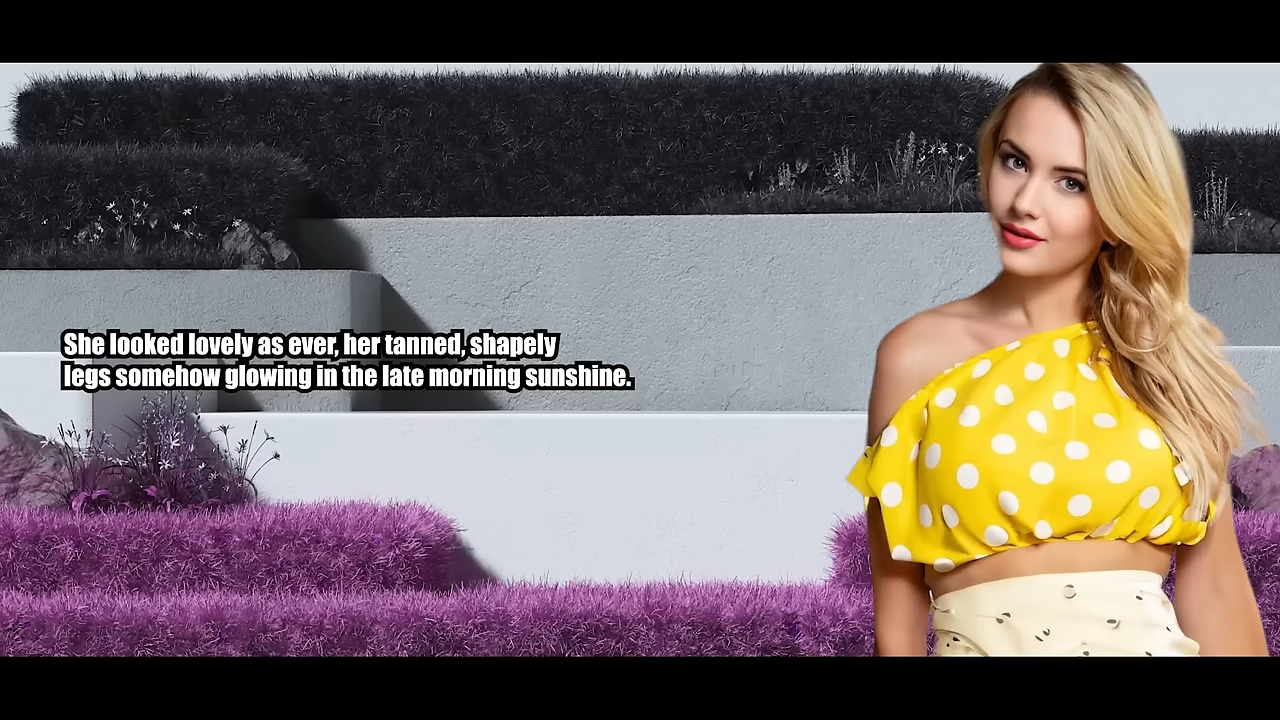 She looked lovely as ever, her tanned, shapely
legs somehow glowing in the late morning sunshine.